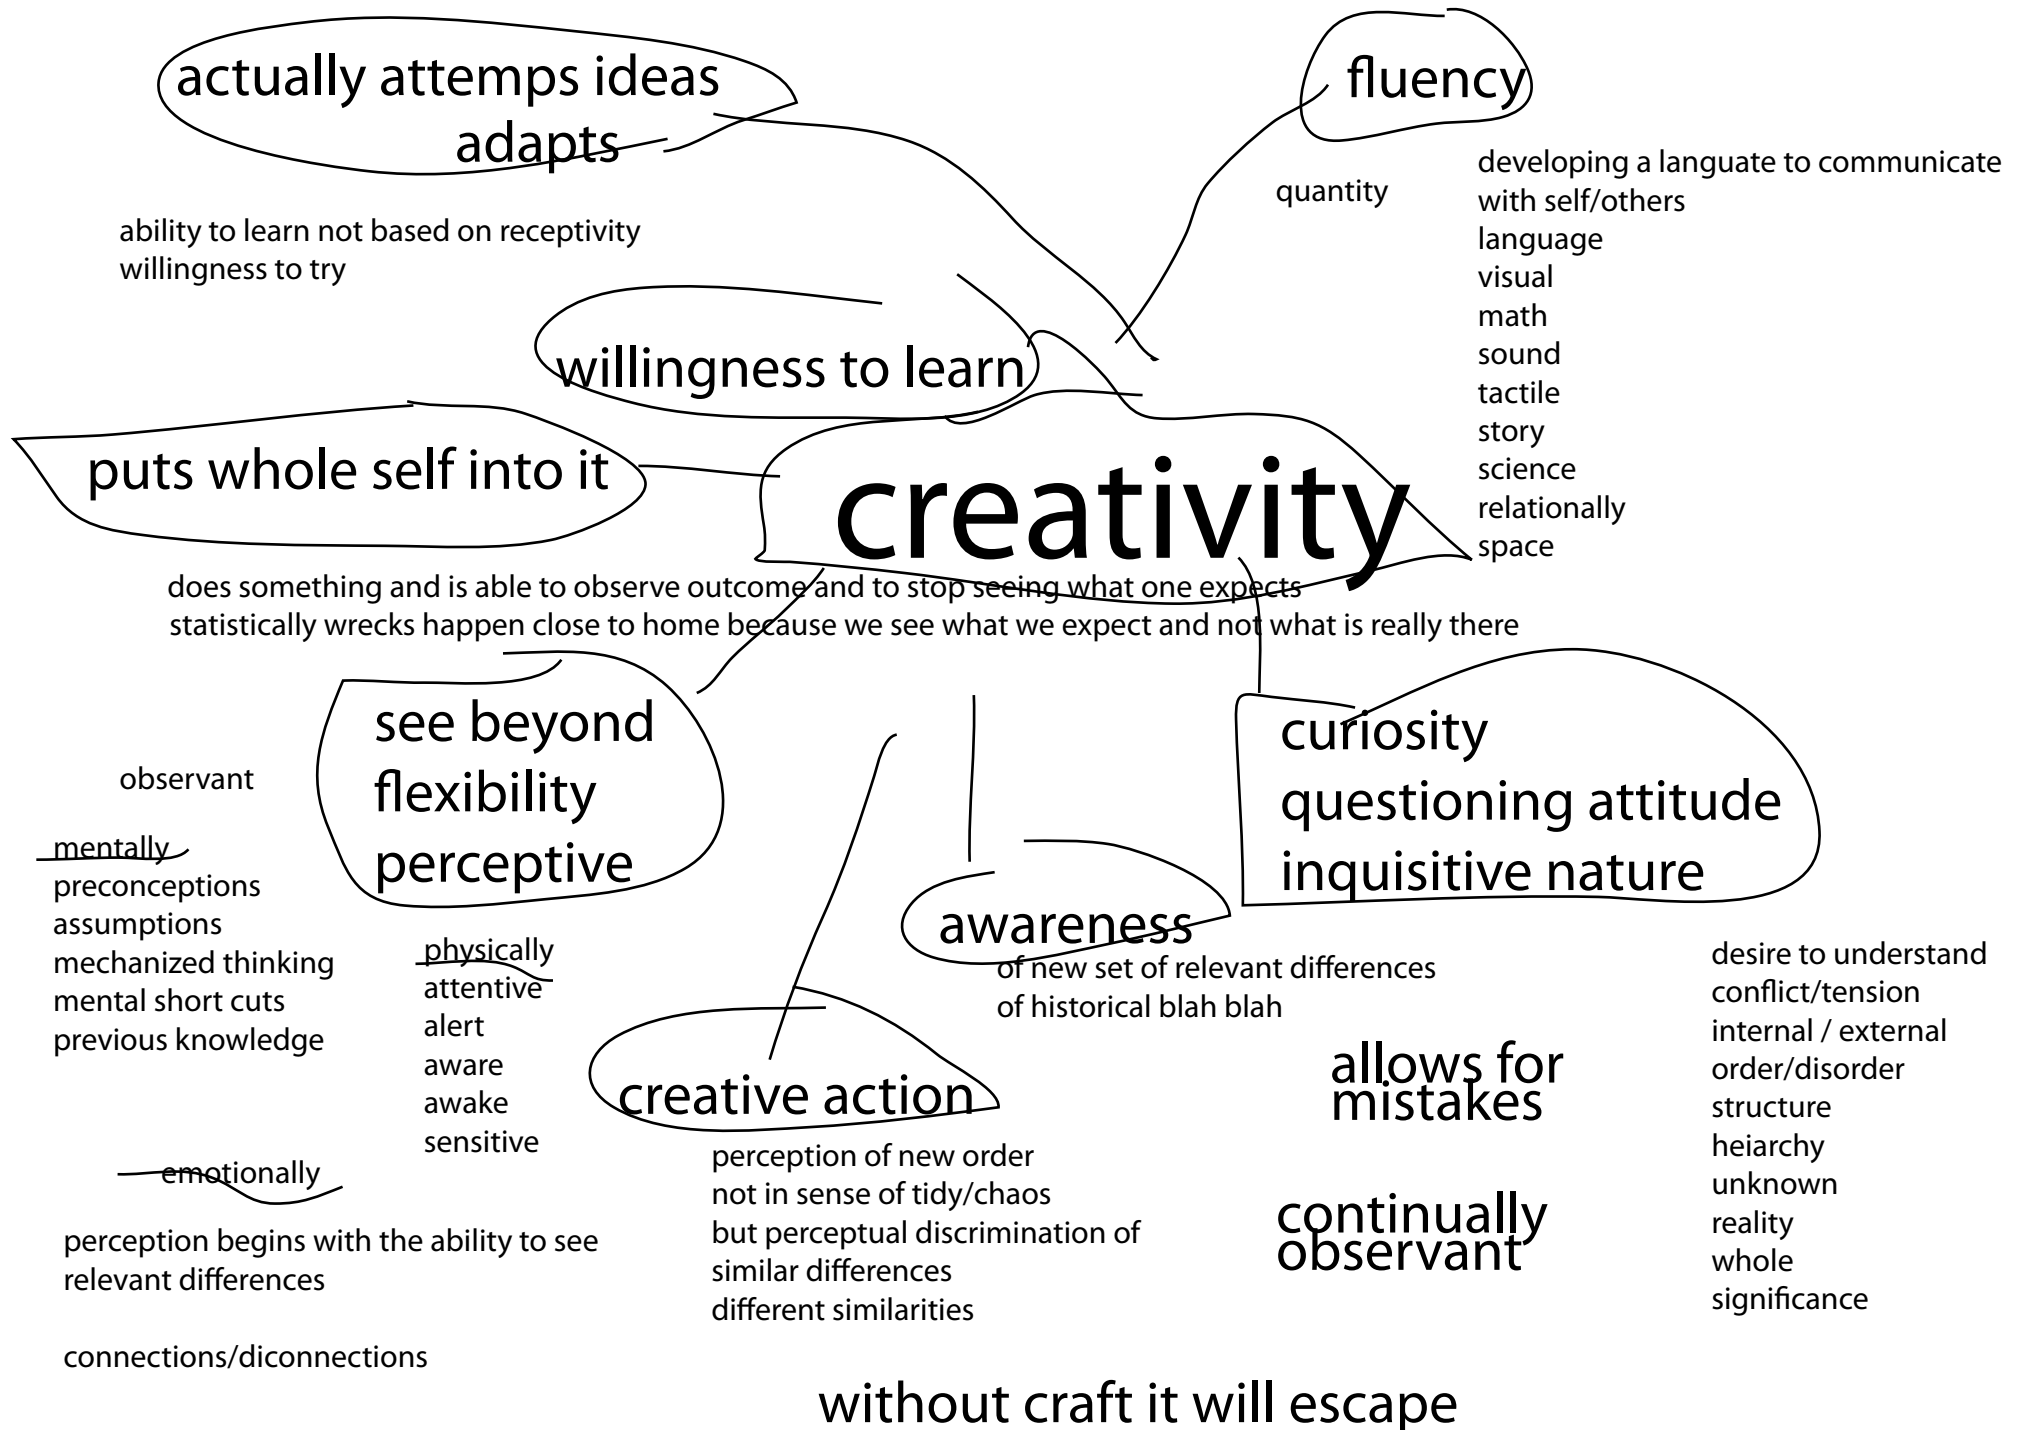 actually attemps ideas
adapts
ability to learn not based on receptivity
willingness to try
fluency
quantity
developing a languate to communicate
with self/others
language
visual
math
sound
tactile
story
science
relationally
space
willingness to learn
puts whole self into it
creativity
does something and is able to observe outcome and to stop seeing what one expects
statistically wrecks happen close to home because we see what we expect and not what is really there
see beyond
flexibility
perceptive
observant
mentally
preconceptions
assumptions
mechanized thinking
mental short cuts
previous knowledge
physically
attentive
alert
aware
awake
sensitive
emotionally
perception begins with the ability to see
relevant differences
connections/diconnections
creative action
perception of new order
not in sense of tidy/chaos
but perceptual discrimination of
similar differences
different similarities
awareness
of new set of relevant differences
of historical blah blah
curiosity
questioning attitude
inquisitive nature
desire to understand
conflict/tension
internal / external
order/disorder
structure
heiarchy
unknown
reality
whole
significance
allows for
mistakes
continually
observant
without craft it will escape